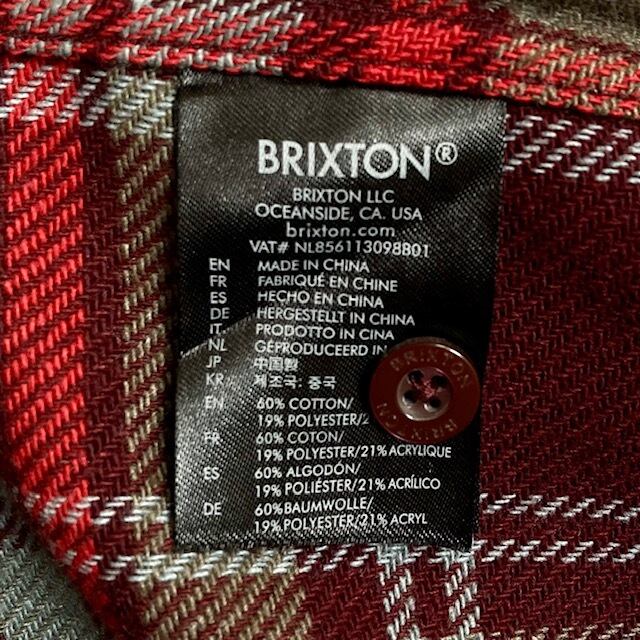 BRIXTON®
BRIXTON LLC
OCEANSIDE, CA. USA
brixton.com
VAT# NL856113098B01
EN MADE IN CHINA
FR FABRIQUÉ EN CHINE
ES HECHO EN CHINA
DE HERGESTELLT IN CHINA
IT PRODOTTO IN CINA
NL GEPRODUCEERD IN
JP 中国製
KR 제조국: 중국
EN 60% COTTON/
19% POLYESTER/2
FR 60% COTON/
19% POLYESTER/21% ACRYLIQUE
ES 60% ALGODÓN/
19% POLIÉSTER/21% ACRÍLICO
DE 60%BAUMWOLLE/
19% POLYESTER/21% ACRYL
BRIXTON